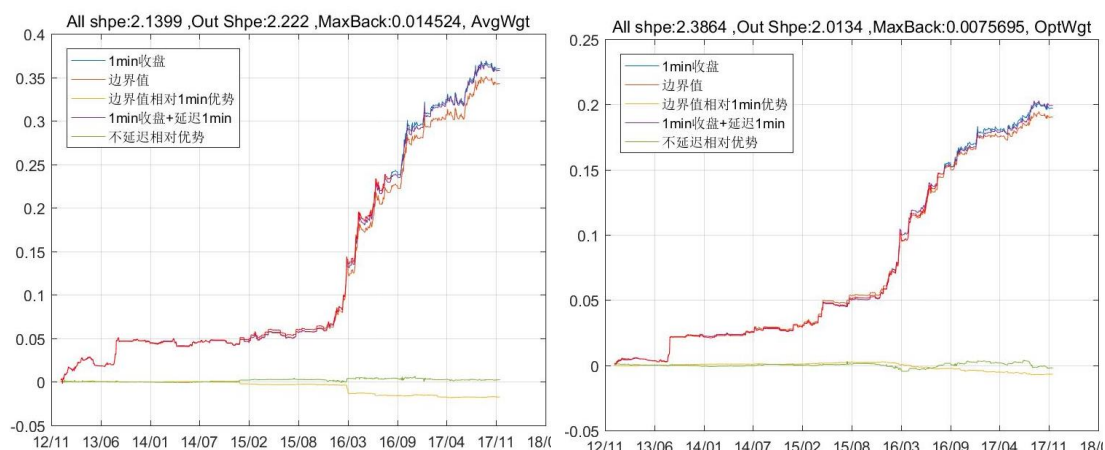 All shpe:2.1399 ,Out Shpe:2.222 ,MaxBack:0.014524, AvgWgt
0.4
0.35
0.3
0.25
0.2
0.15
0.1
0.05
0
-0.05
1min收盘
边界值
边界值相对1min优势
1min收盘+延迟1min
不延迟相对优势
12/11 13/06 14/01 14/07 15/02 15/08 16/03 16/09 17/04 17/11 18/0
All shpe:2.3864 ,Out Shpe:2.0134 ,MaxBack:0.0075695, OptWgt
0.25
0.2
0.15
0.1
0.05
0
-0.05
1min收盘
边界值
边界值相对1min优势
1min收盘+延迟1min
不延迟相对优势
12/11 13/06 14/01 14/07 15/02 15/08 16/03 16/09 17/04 17/11 18/0